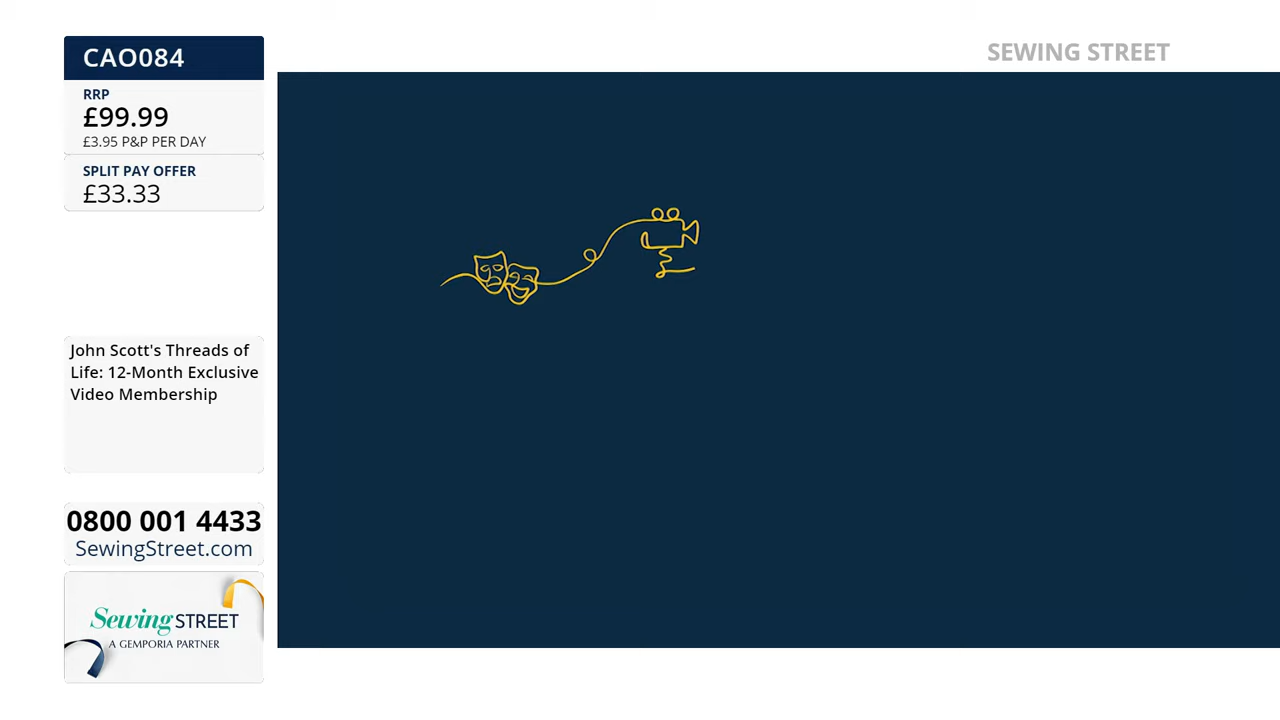 CAO084
SEWING STREET
RRP
£99.99
£3.95 P&P PER DAY
SPLIT PAY OFFER
£33.33
John Scott's Threads of
Life: 12-Month Exclusive
Video Membership
0800 001 4433
SewingStreet.com
Sewing STREET
A GEMPORIA PARTNER